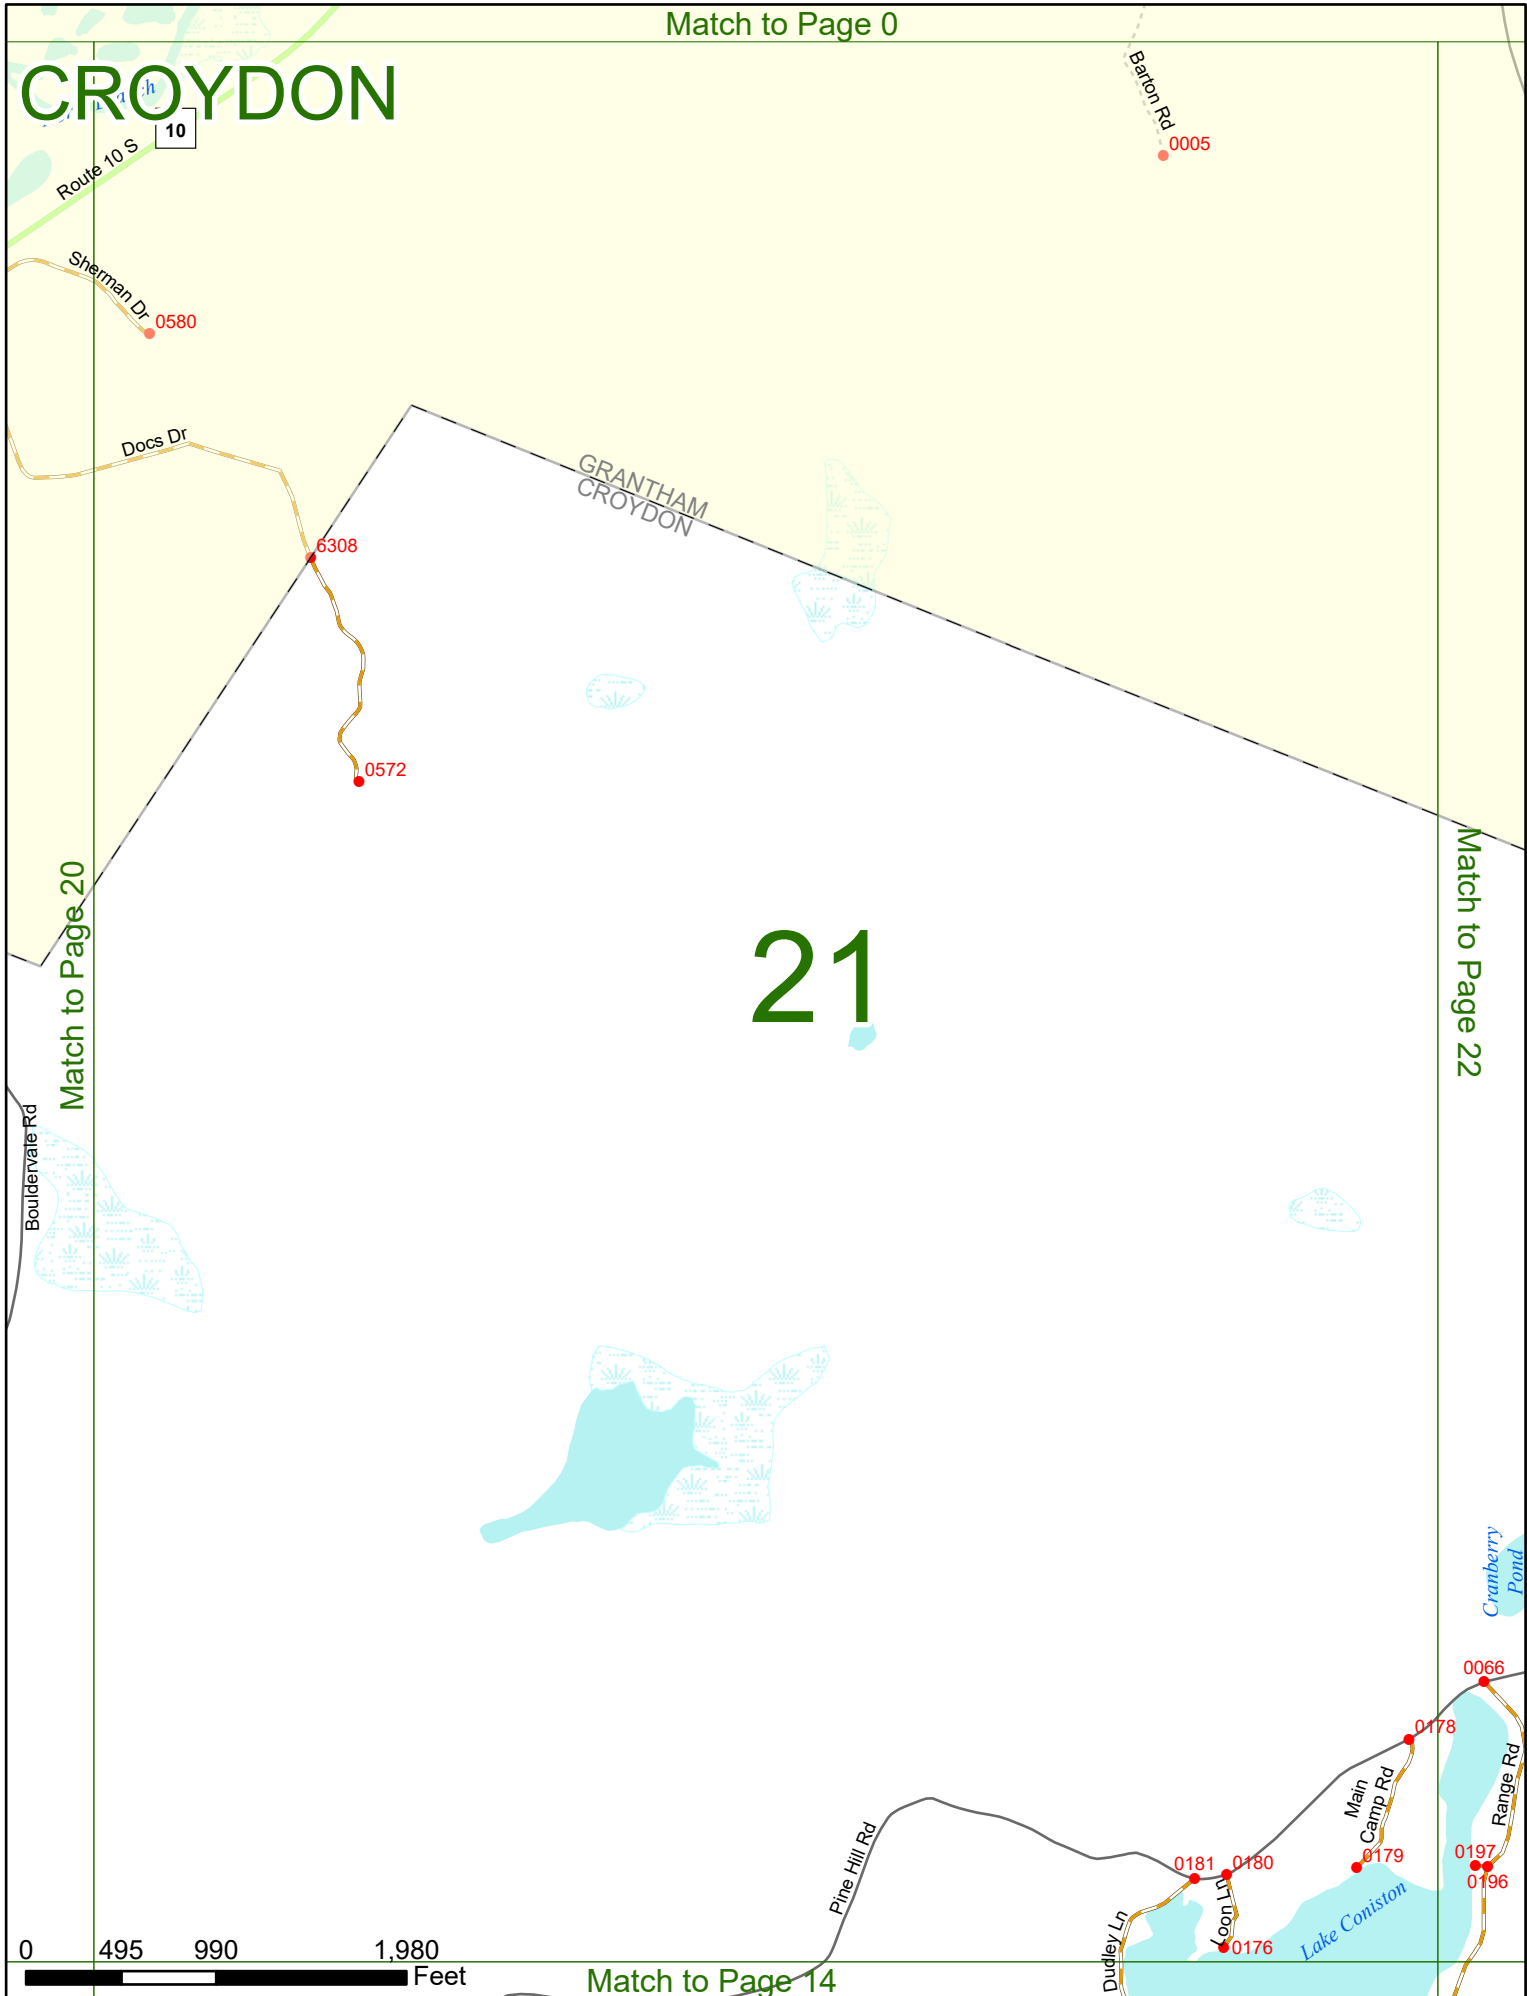 Match to Page 0
CROYDON
10
Route 10 S
Barton Rd
0005
Sherman Dr
0580
Docs Dr
GRANTHAM
CROYDON
6308
0572
Match to Page 20
21
Match to Page 22
Bouldervale Rd
Cranberry
Pond
0066
0178
Main
Camp Rd
Range Rd
Pine Hill Rd
0181
0180
0179
0197
0196
Loon Ln
Dudley Ln
0176
Lake Coniston
0
495
990
1,980
Feet
Match to Page 14